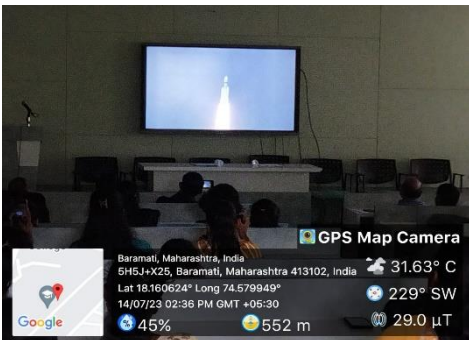 GPS Map Camera
Baramati, Maharashtra, India
5H5J+X25, Baramati, Maharashtra 413102, India
Lat 18.160624° Long 74.579949°
14/07/23 02:36 PM GMT +05:30
45%
552 m
31.63° C
229° SW
29.0 µT
Google